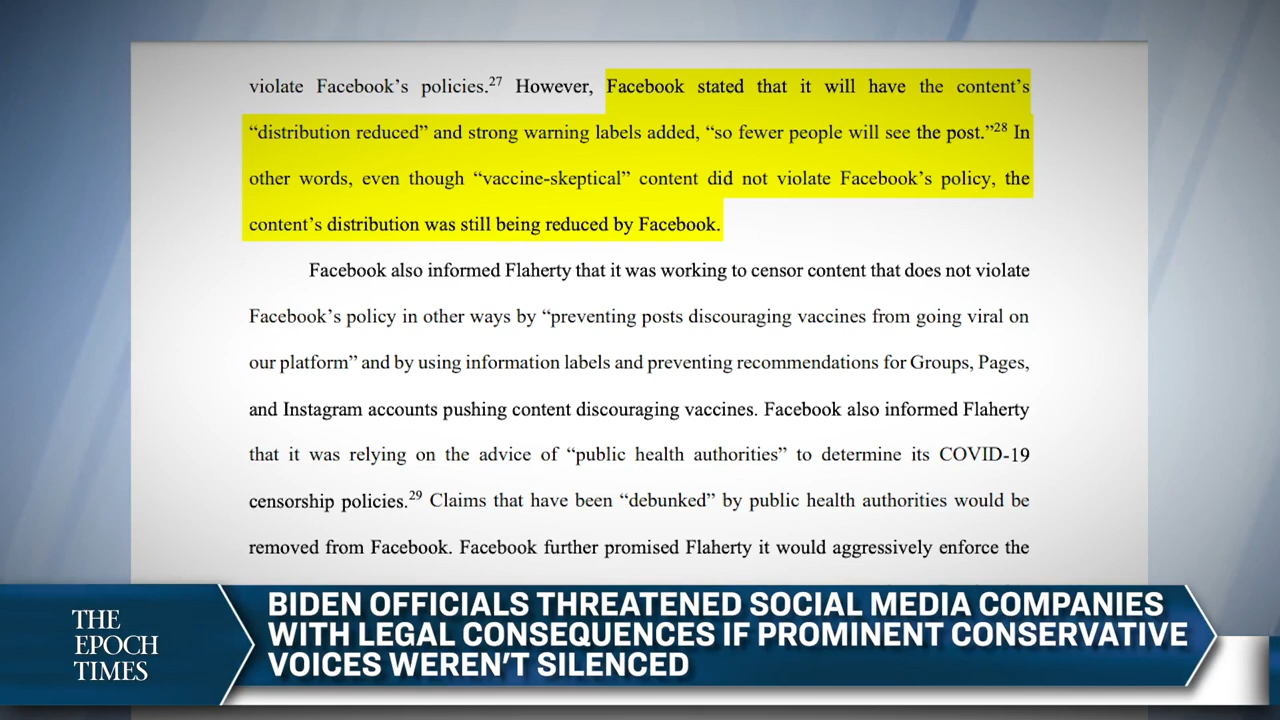 violate Facebook’s policies.27 However, Facebook stated that it will have the content’s
“distribution reduced” and strong warning labels added, “so fewer people will see the post.”28 In
other words, even though “vaccine-skeptical” content did not violate Facebook’s policy, the
content’s distribution was still being reduced by Facebook.
Facebook also informed Flaherty that it was working to censor content that does not violate
Facebook’s policy in other ways by “preventing posts discouraging vaccines from going viral on
our platform” and by using information labels and preventing recommendations for Groups, Pages,
and Instagram accounts pushing content discouraging vaccines. Facebook also informed Flaherty
that it was relying on the advice of “public health authorities” to determine its COVID-19
censorship policies.29 Claims that have been “debunked” by public health authorities would be
removed from Facebook. Facebook further promised Flaherty it would aggressively enforce the
THE
EPOCH
TIMES
BIDEN OFFICIALS THREATENED SOCIAL MEDIA COMPANIES
WITH LEGAL CONSEQUENCES IF PROMINENT CONSERVATIVE
VOICES WEREN’T SILENCED